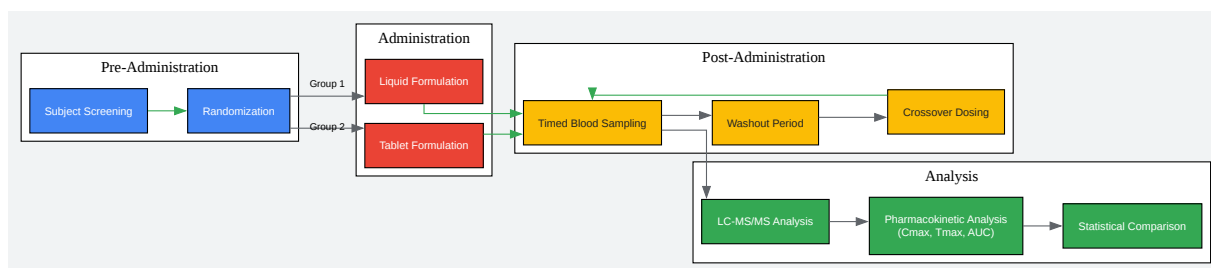 Pre-Administration
Subject Screening
Randomization
Group 1
Group 2
Administration
Liquid Formulation
Tablet Formulation
Post-Administration
Timed Blood Sampling
Washout Period
Crossover Dosing
Analysis
LC-MS/MS Analysis
Pharmacokinetic Analysis
(Cmax, Tmax, AUC)
Statistical Comparison